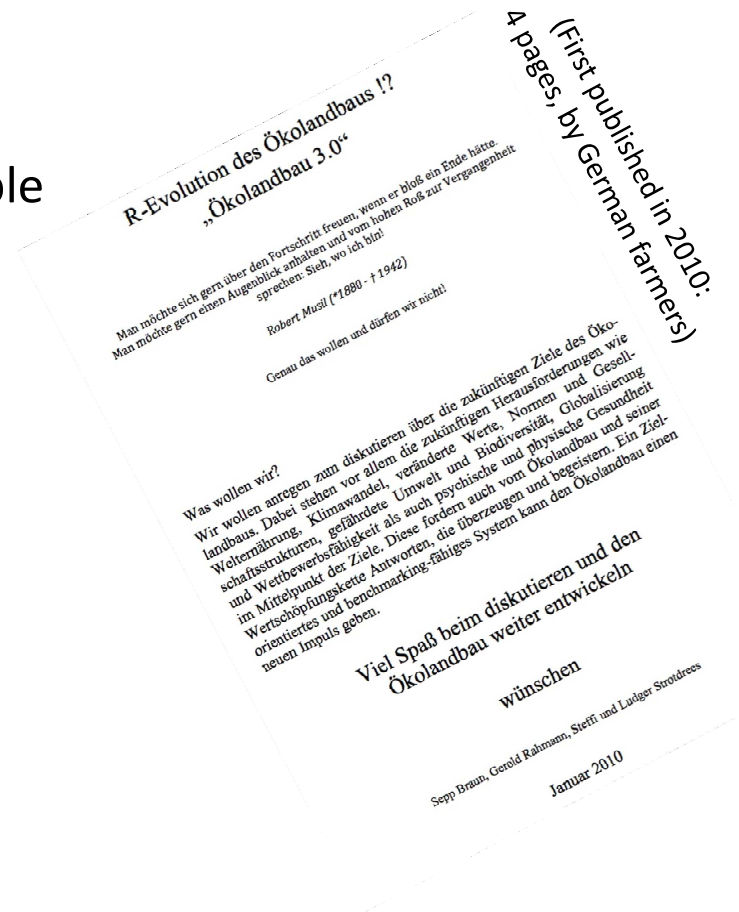 ple
(First published in 2010:
4 pages, by German farmers)
R-Evolution des Ökolandbaus !?
„Ökolandbau 3.0“
Man möchte sich gern über den Fortschritt freuen, wenn er bloß ein Ende hätte.
Man möchte gern einen Augenblick anhalten und vom hohen Roß zur Vergangenheit
sprechen: Sieh, wo ich bin!
Robert Musil (*1880 - † 1942)
Genau das wollen und dürfen wir nicht!
Was wollen wir?
Wir wollen anregen zum diskutieren über die zukünftigen Ziele des Öko-
landbaus. Dabei stehen vor allem die zukünftigen Herausforderungen wie
Welternährung, Klimawandel, veränderte Werte, Normen und Gesell-
schaftsstrukturen, gefährdete Umwelt und Biodiversität, Globalisierung
und Wettbewerbsfähigkeit als auch psychische und physische Gesundheit
im Mittelpunkt der Ziele. Diese fordern auch vom Ökolandbau und seiner
Wertschöpfungskette Antworten, die überzeugen und begeistern. Ein Ziel-
orientiertes und benchmarking-fähiges System kann den Ökolandbau einen
neuen Impuls geben.
Viel Spaß beim diskutieren und den
Ökolandbau weiter entwickeln
wünschen
Sepp Braun, Gerold Rahmann, Steffi und Ludger Strotdrees
Januar 2010